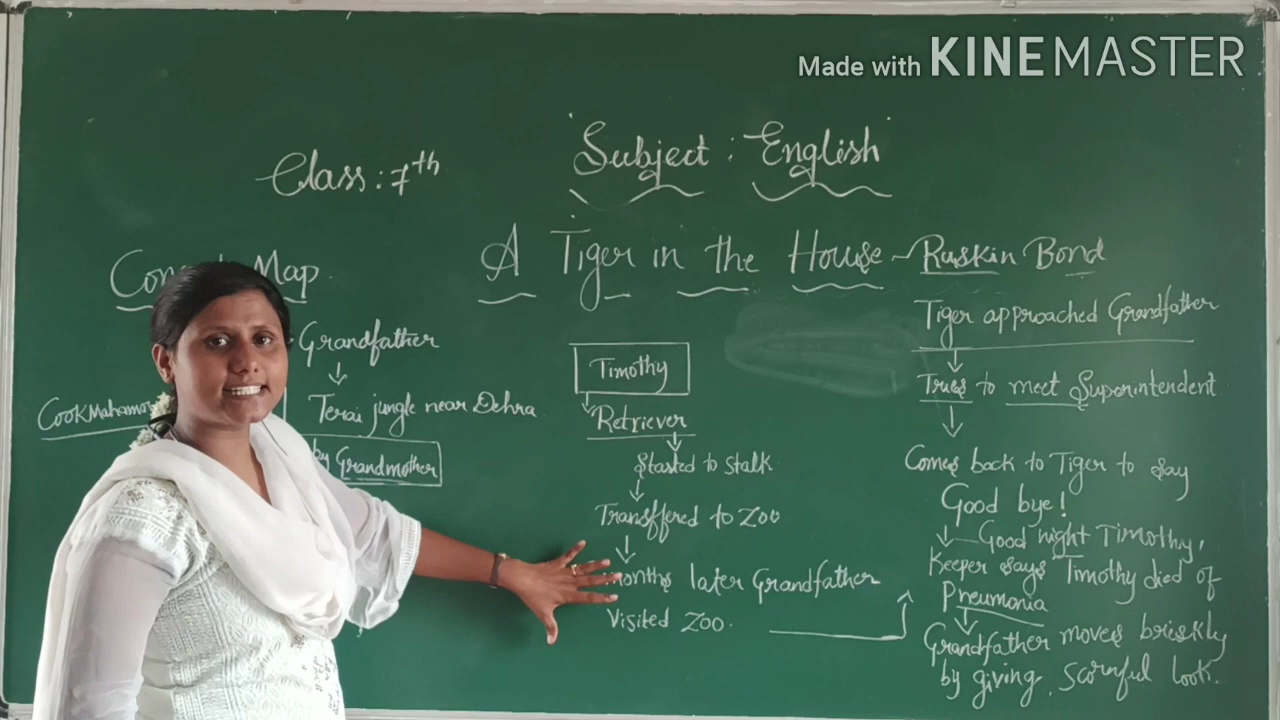 Made with KINEMASTER
Subject : English
Class : 7th
A Tiger in the House ~ Ruskin Bond
Map
Grandfather
Terai jungle near Dehra
Cook
by Grandmother
Timothy
Retriever
Started to Stalk
Transffered to Zoo
months later Grandfather
Visited Zoo.
Tiger approached Grandfather
Tries to meet Superintendent
Comes back to Tiger to say
Good bye!
Good night Timothy,
Keeper says Timothy died of
Pneumonia
Grandfather moves briskly
by giving scornful look.